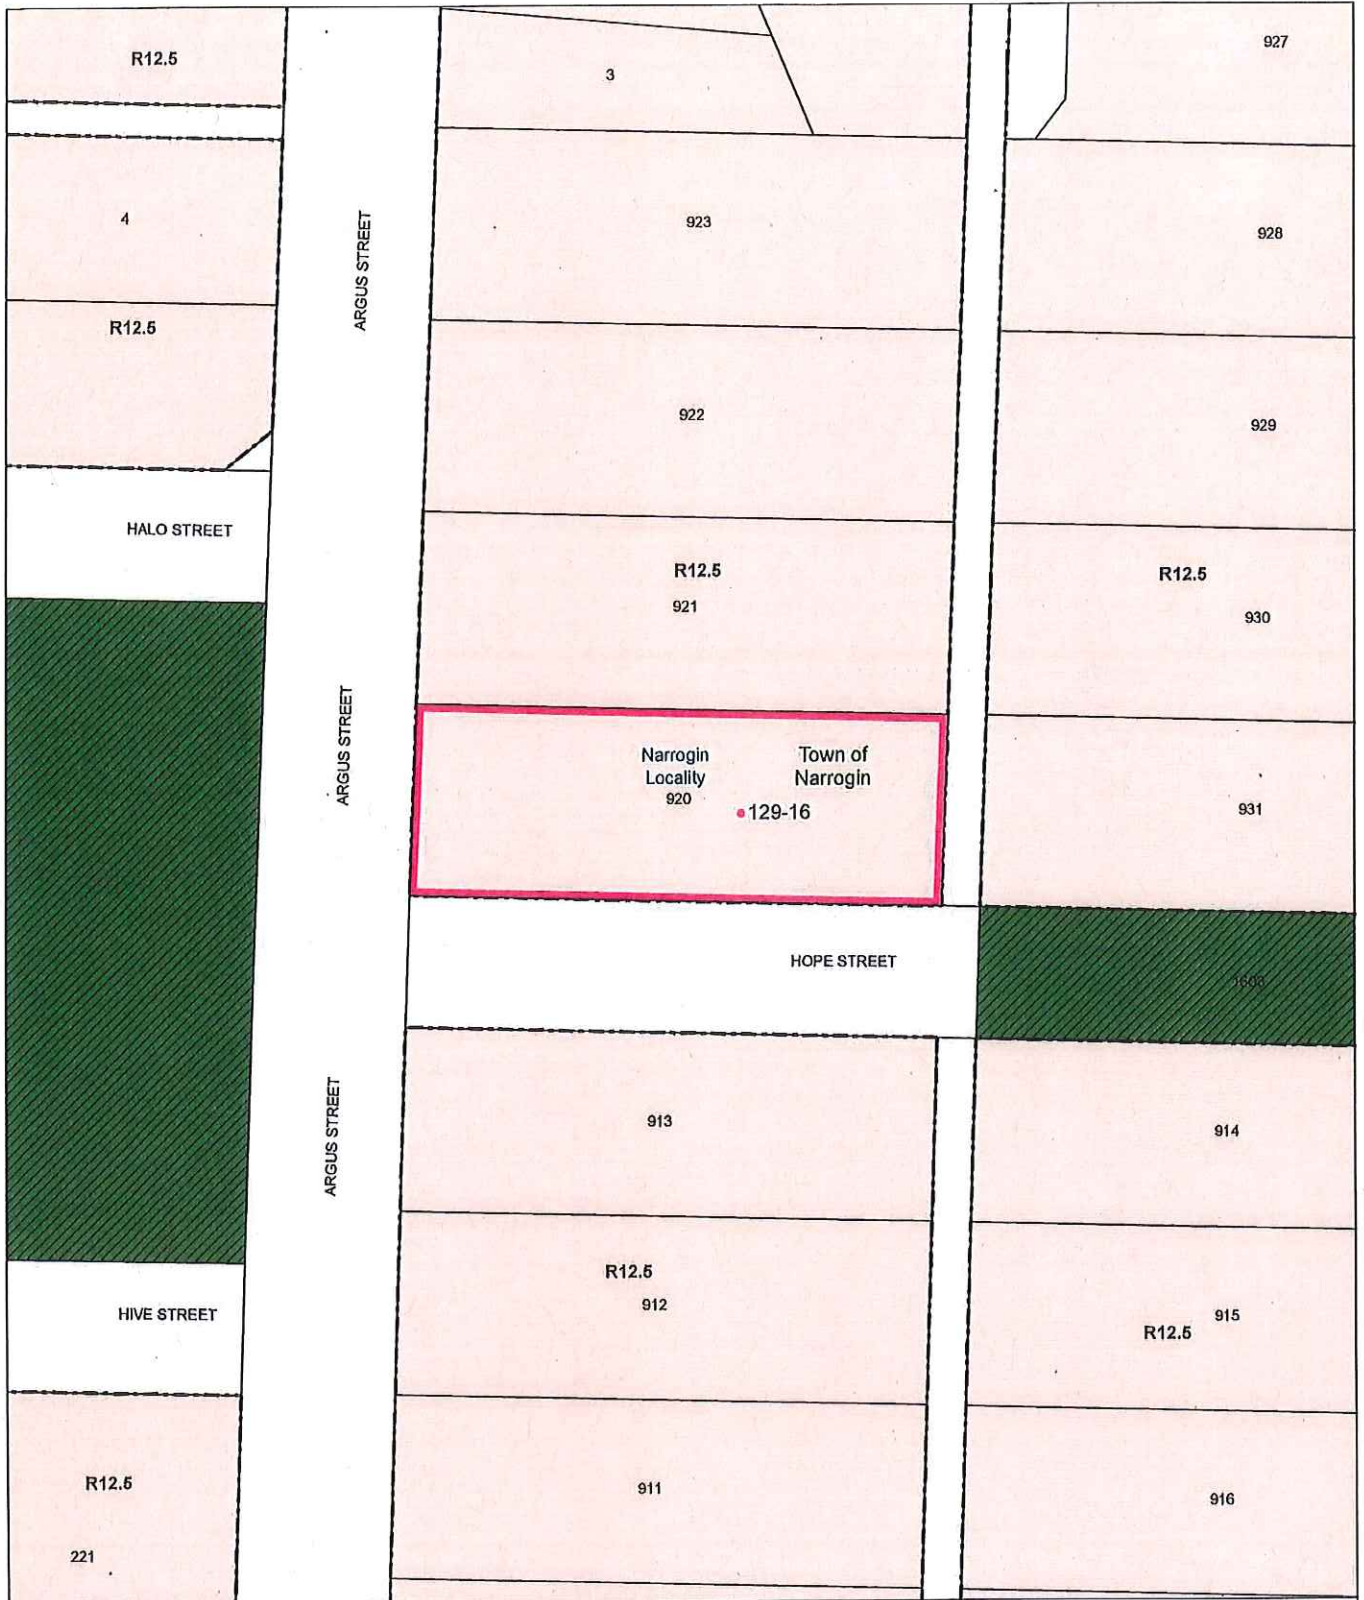 R12.5
927
3
4
923
928
ARGUS STREET
R12.5
922
929
HALO STREET
R12.5
R12.5
921
930
ARGUS STREET
Narrogin
Locality
Town of
Narrogin
920
129-16
931
HOPE STREET
ARGUS STREET
913
914
R12.5
912
HIVE STREET
915
R12.5
R12.5
911
916
221